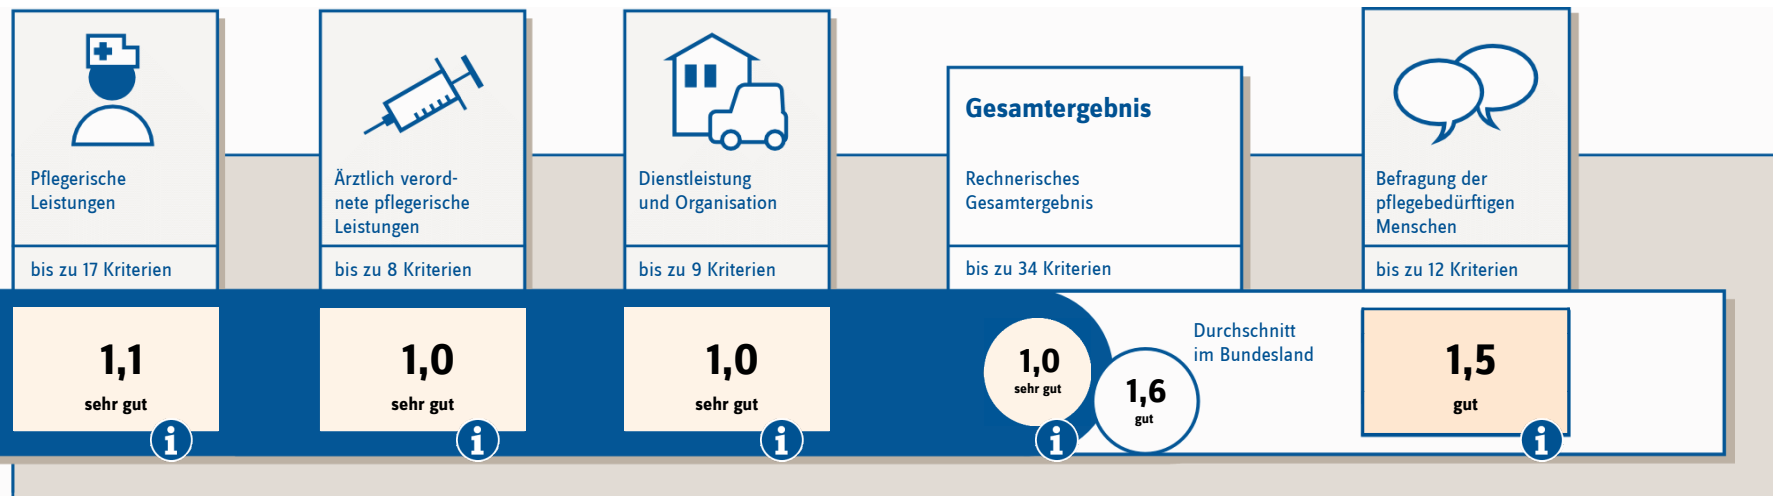 Pflegerische
Leistungen
bis zu 17 Kriterien
1,1
sehr gut
i
Ärztlich verord-
nete pflegerische
Leistungen
bis zu 8 Kriterien
1,0
sehr gut
i
Dienstleistung
und Organisation
bis zu 9 Kriterien
1,0
sehr gut
i
Gesamtergebnis
Rechnerisches
Gesamtergebnis
bis zu 34 Kriterien
1,0
sehr gut
i
1,6
gut
Durchschnitt
im Bundesland
Befragung der
pflegebedürftigen
Menschen
bis zu 12 Kriterien
1,5
gut
i